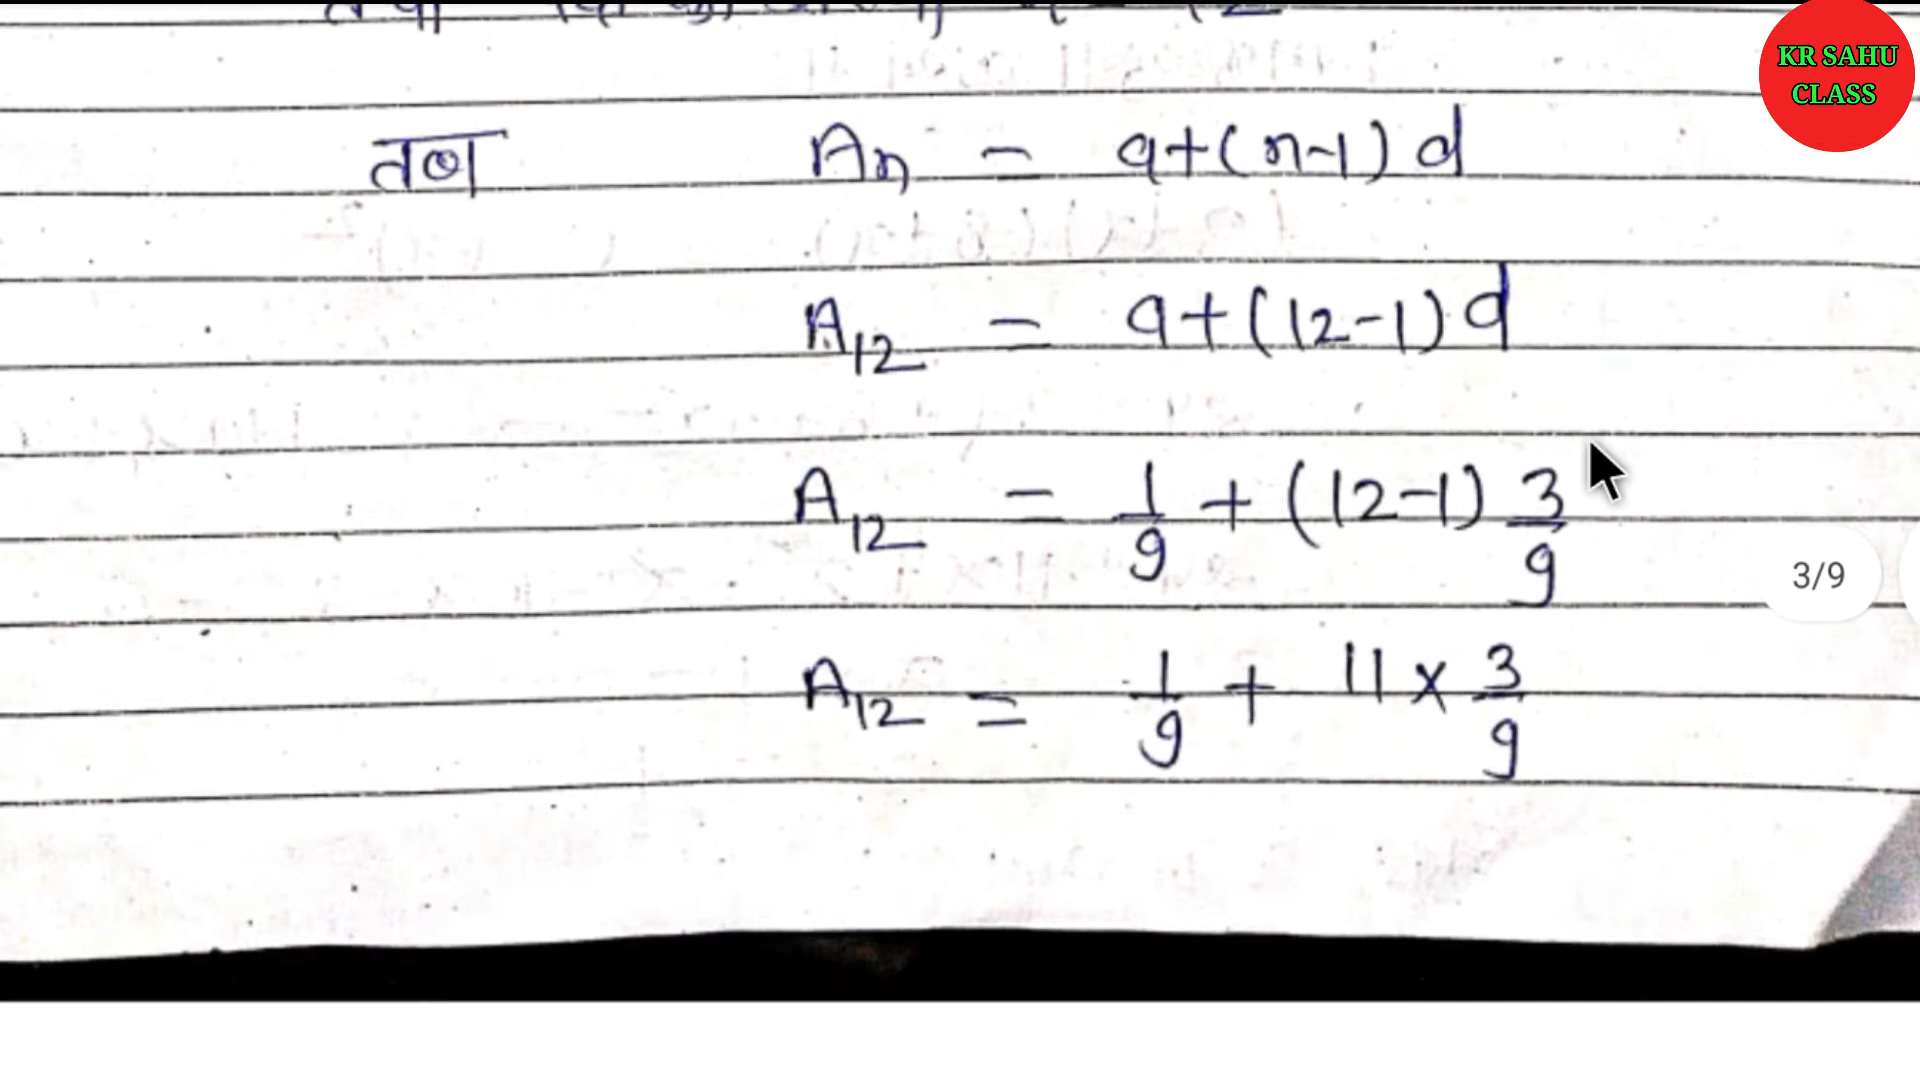 KR SAHU
CLASS
तब An = a+(n-1)d
A12 = a+(12-1)d
A12 = 1/9 + (12-1) 3/9
3/9
A12 = 1/9 + 11 × 3/9